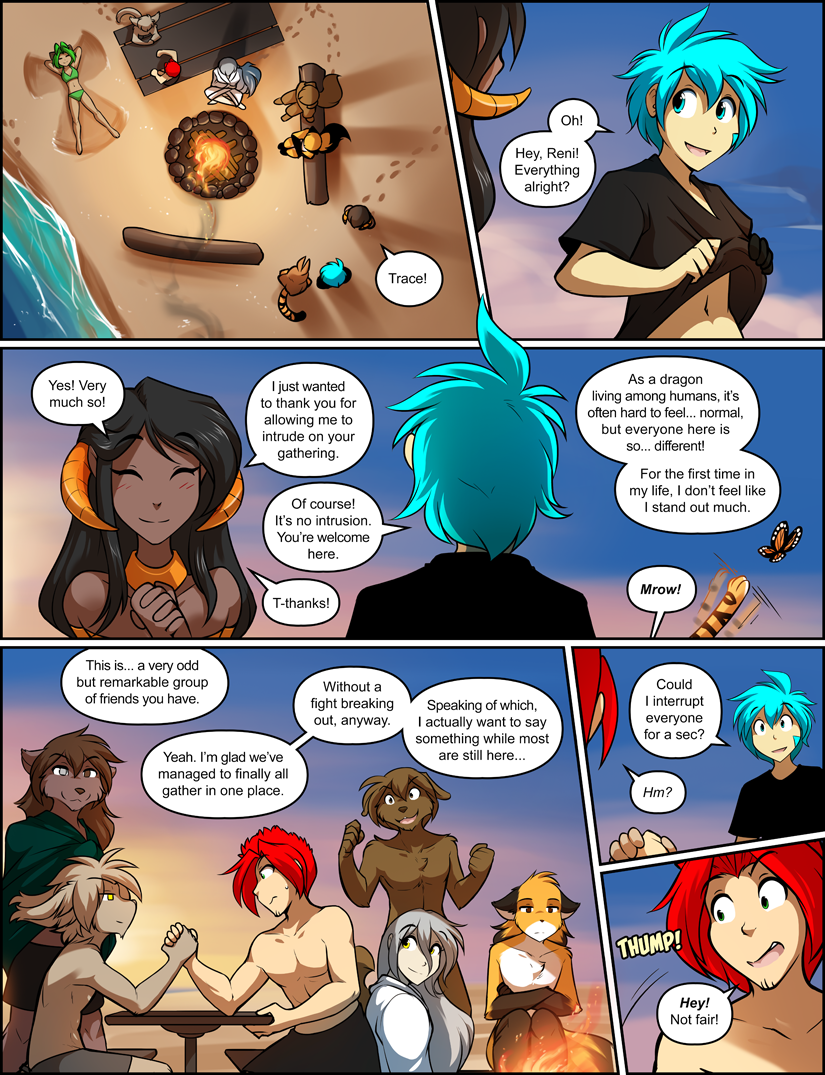 Trace!
Oh!
Hey, Reni!
Everything
alright?
Yes! Very
much so!
I just wanted
to thank you for
allowing me to
intrude on your
gathering.
Of course!
It's no intrusion.
You're welcome
here.
T-thanks!
As a dragon
living among humans, it's
often hard to feel... normal,
but everyone here is
so... different!
For the first time in
my life, I don't feel like
I stand out much.
Mrow!
This is... a very odd
but remarkable group
of friends you have.
Yeah. I'm glad we've
managed to finally all
gather in one place.
Without a
fight breaking
out, anyway.
Speaking of which,
I actually want to say
something while most
are still here...
Could
I interrupt
everyone
for a sec?
Hm?
THUMP!
Hey!
Not fair!